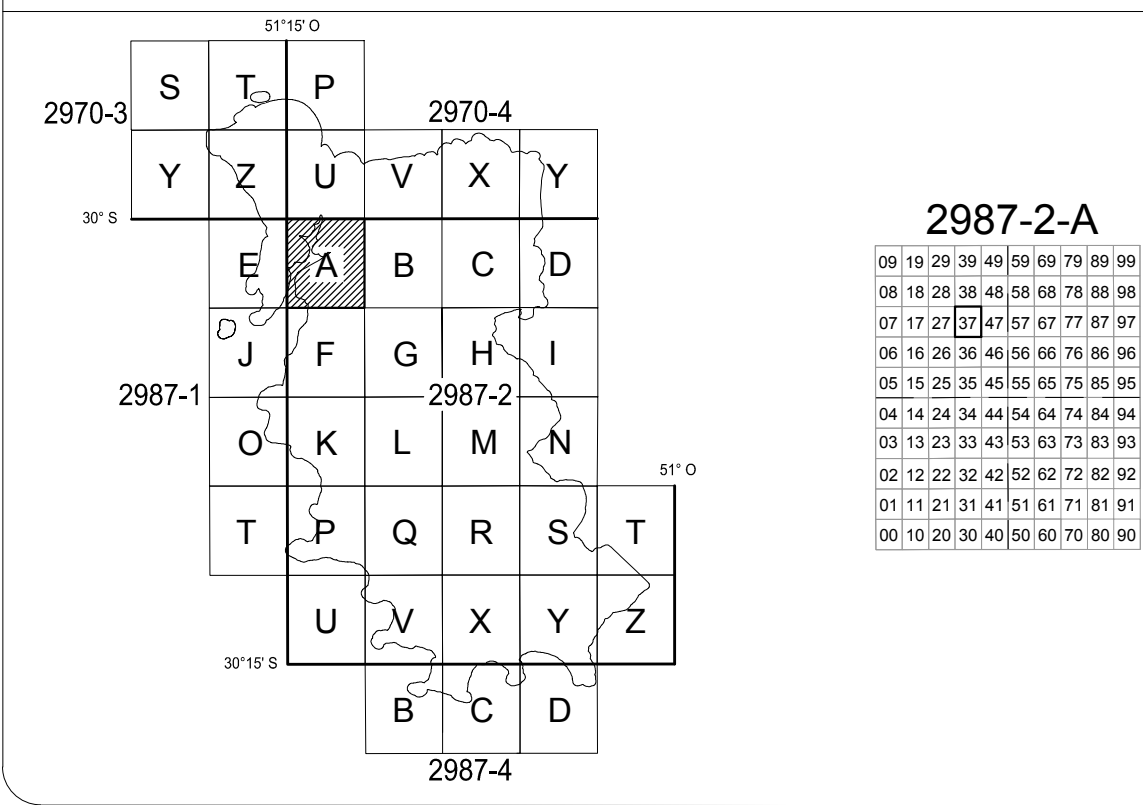 51°15' O
S T P
2970-3
2970-4
Y Z U V X Y
30° S
E A B C D
J F G H I
2987-1
2987-2
O K L M N
51° O
T P Q R S T
U V X Y Z
30°15' S
B C D
2987-4
2987-2-A
09 19 29 39 49 59 69 79 89 99
08 18 28 38 48 58 68 78 88 98
07 17 27 37 47 57 67 77 87 97
06 16 26 36 46 56 66 76 86 96
05 15 25 35 45 55 65 75 85 95
04 14 24 34 44 54 64 74 84 94
03 13 23 33 43 53 63 73 83 93
02 12 22 32 42 52 62 72 82 92
01 11 21 31 41 51 61 71 81 91
00 10 20 30 40 50 60 70 80 90